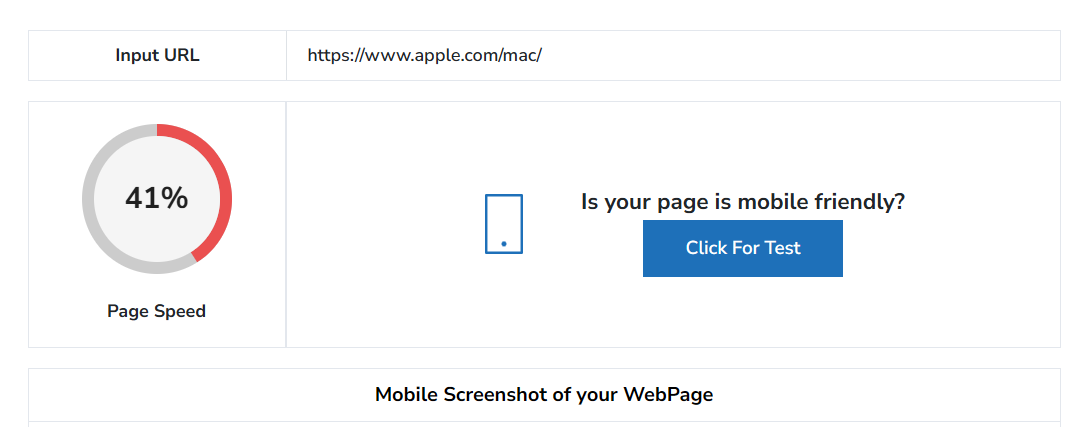 Input URL
https://www.apple.com/mac/
41%
Page Speed
Is your page is mobile friendly?
Click For Test
Mobile Screenshot of your WebPage